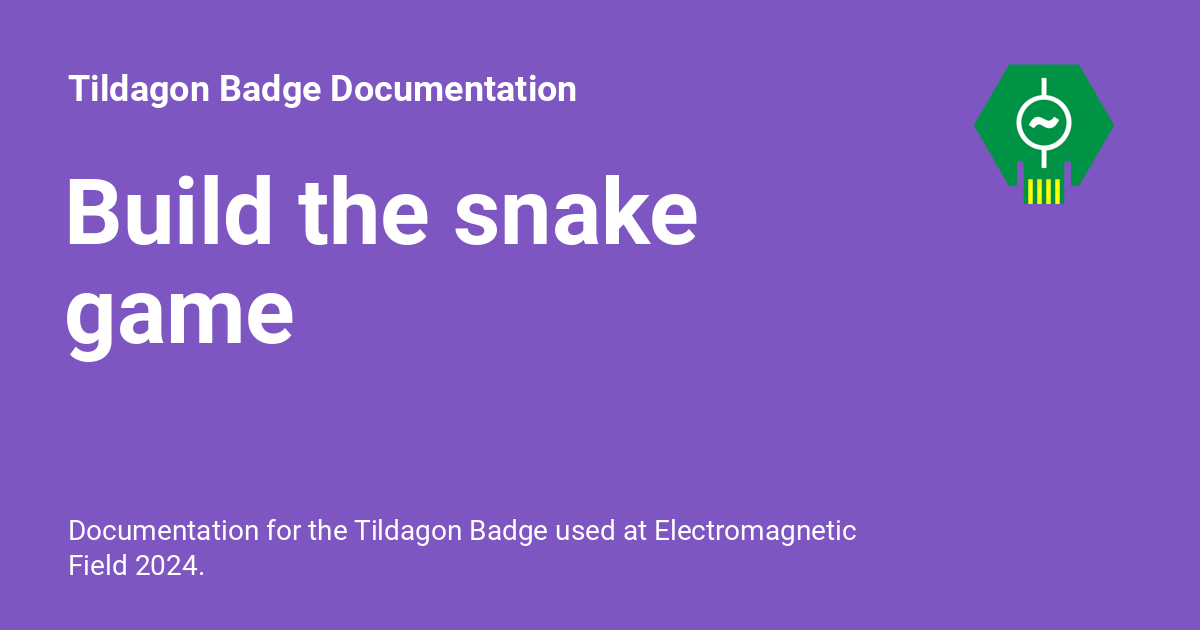 Tildagon Badge Documentation
Build the snake
game
Documentation for the Tildagon Badge used at Electromagnetic
Field 2024.